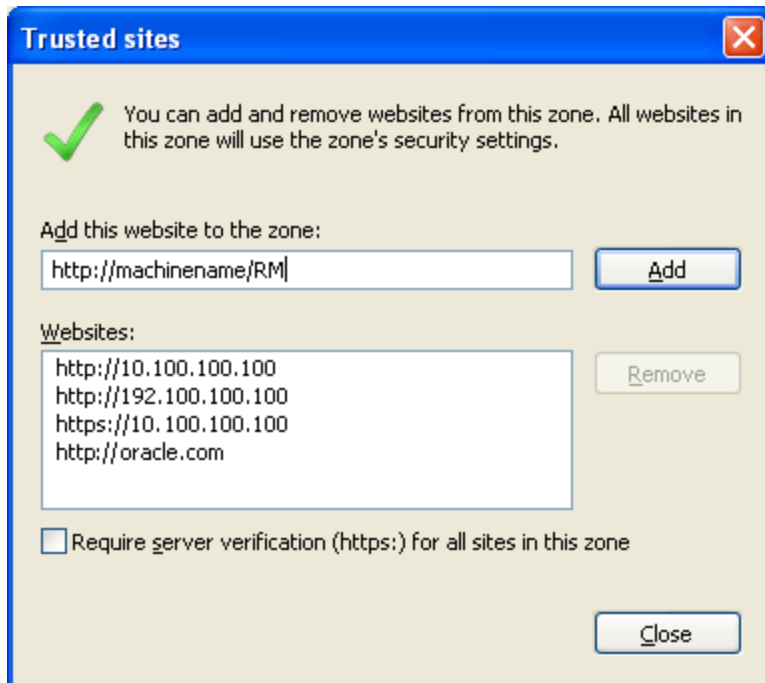 Trusted sites
You can add and remove websites from this zone. All websites in
this zone will use the zone's security settings.
Add this website to the zone:
http://machinename/RM
Add
Websites:
http://10.100.100.100
http://192.100.100.100
https://10.100.100.100
http://oracle.com
Remove
Require server verification (https:) for all sites in this zone
Close